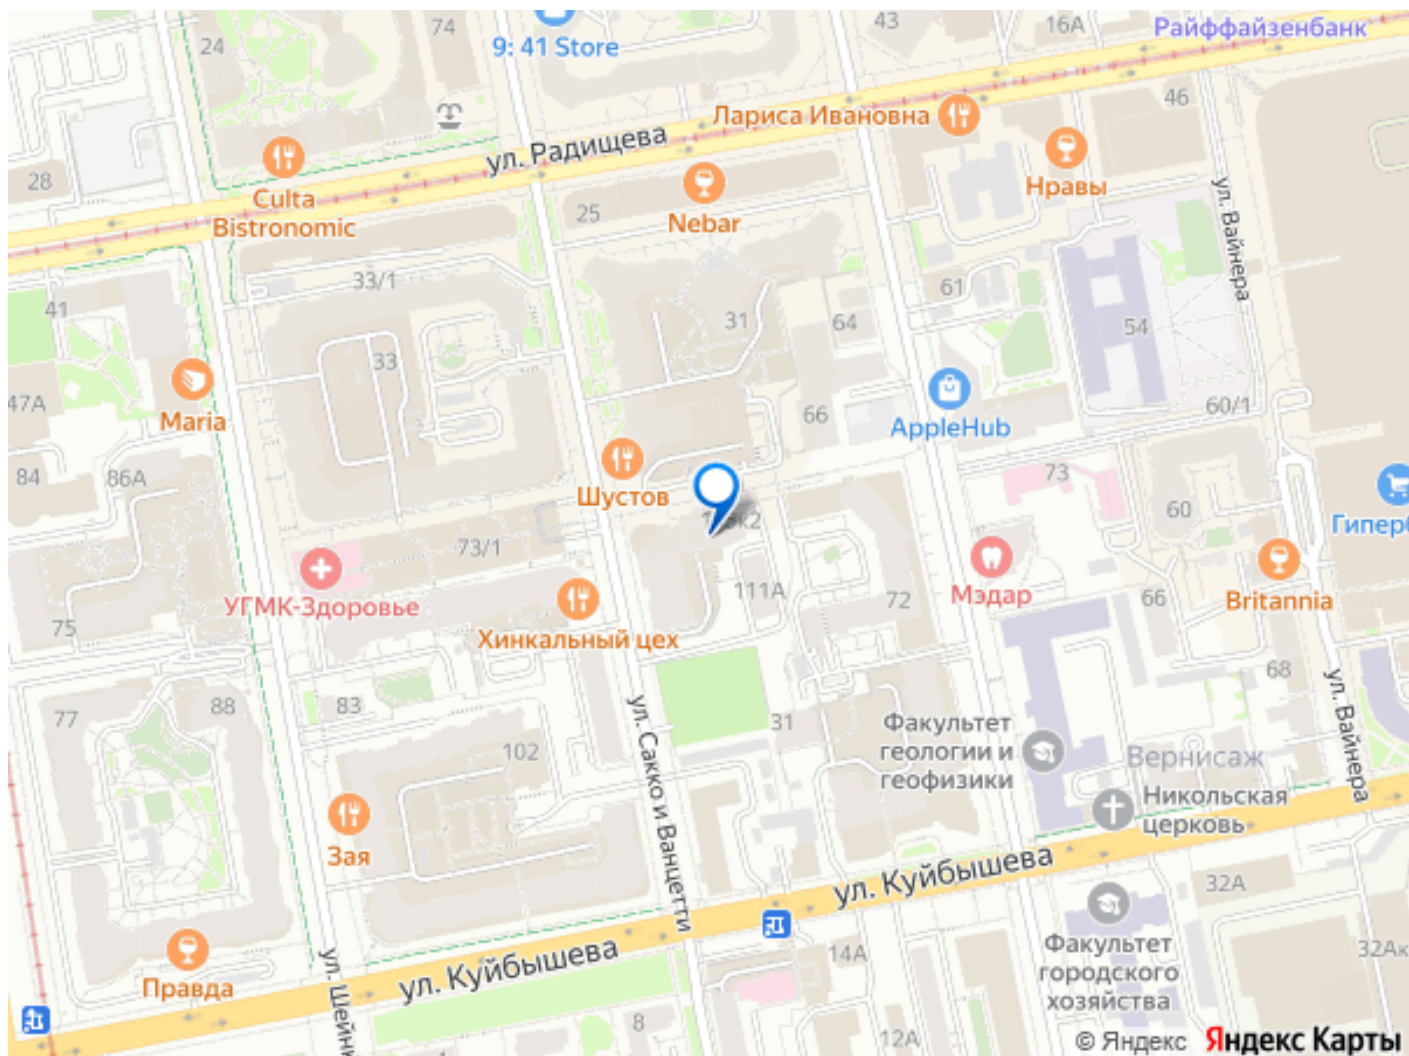 74
43
16А
Райффайзенбанк
24
9: 41 Store
46
Лариса Ивановна
ул. Радищева
28
Culta
Bistronomic
25
Nebar
Нравы
ул. Вайнера
33/1
41
61
31
64
54
33
47А
Maria
66
AppleHub
60/1
84
86А
Шустов
73
60
Гиперб
73/1
УГМК-Здоровье
Хинкальный цех
111А
72
Мэдар
66
Britannia
75
68
77
88
83
102
ул. Сакко и Ванцетти
31
Факультет
геологии и
геофизики
Вернисаж
Никольская
церковь
ул. Вайнера
Зая
ул. Куйбышева
32А
Правда
ул. Шейнк
ул. Куйбышева
14А
Факультет
городского
хозяйства
32Ак
8
12А
© Яндекс Яндекс Карты